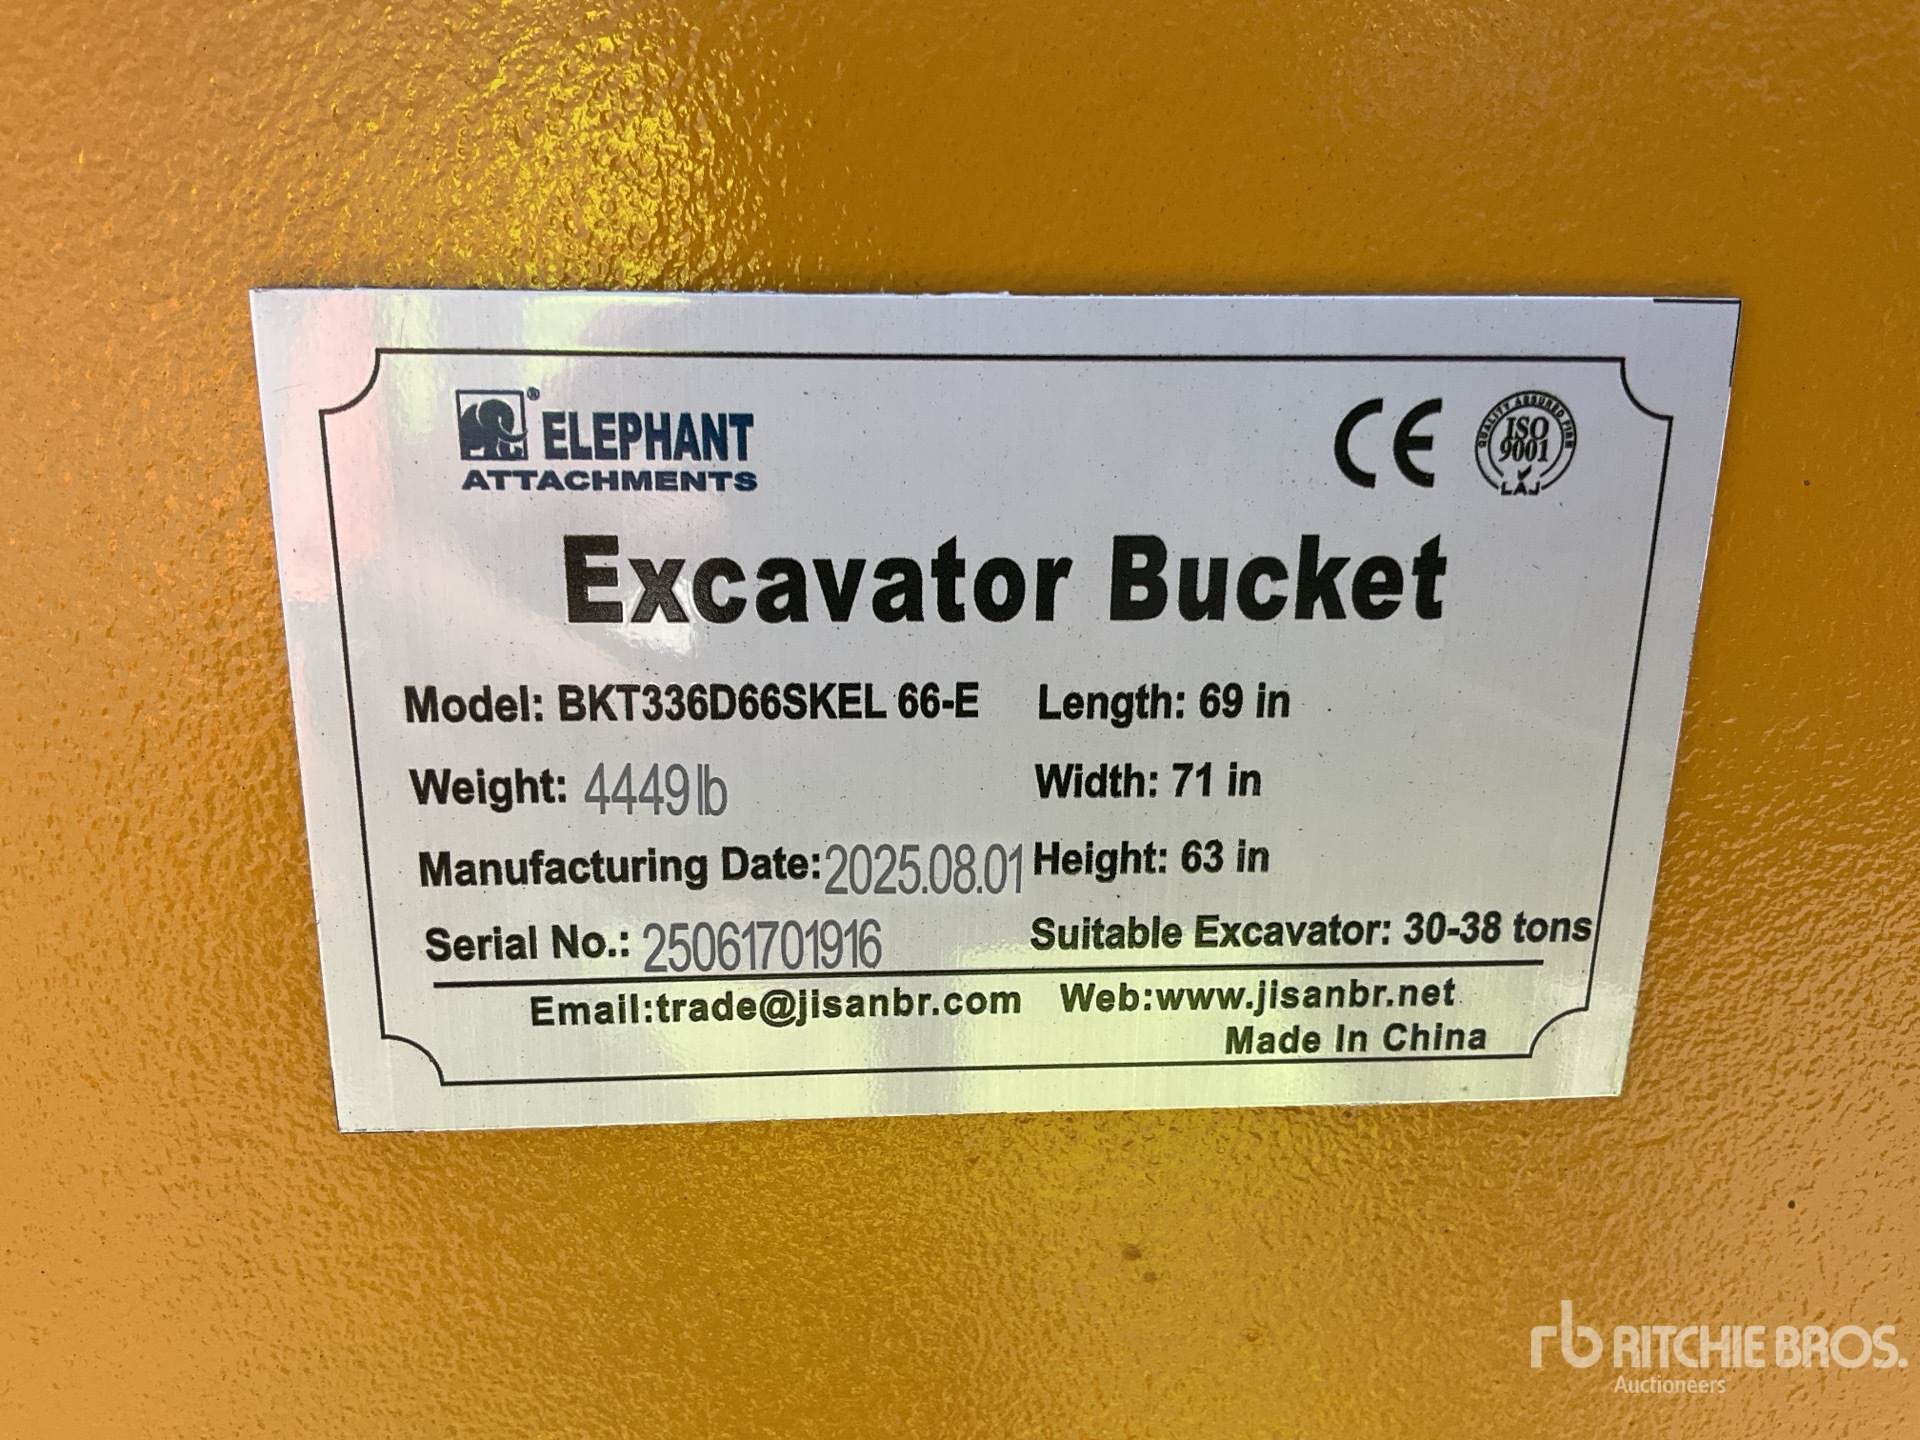 ® ELEPHANT
ATTACHMENTS
CE
QUALITY ASSURED FIRM
ISO
9001
LAJ
Excavator Bucket
Model: BKT336D66SKEL 66-E
Length: 69 in
Weight: 4449lb
Width: 71 in
Manufacturing Date:2025.08.01
Height: 63 in
Serial No.: 25061701916
Suitable Excavator: 30-38 tons
Email:trade@jisanbr.com Web:www.jisanbr.net
Made In China
rb RITCHIE BROS.
Auctioneers